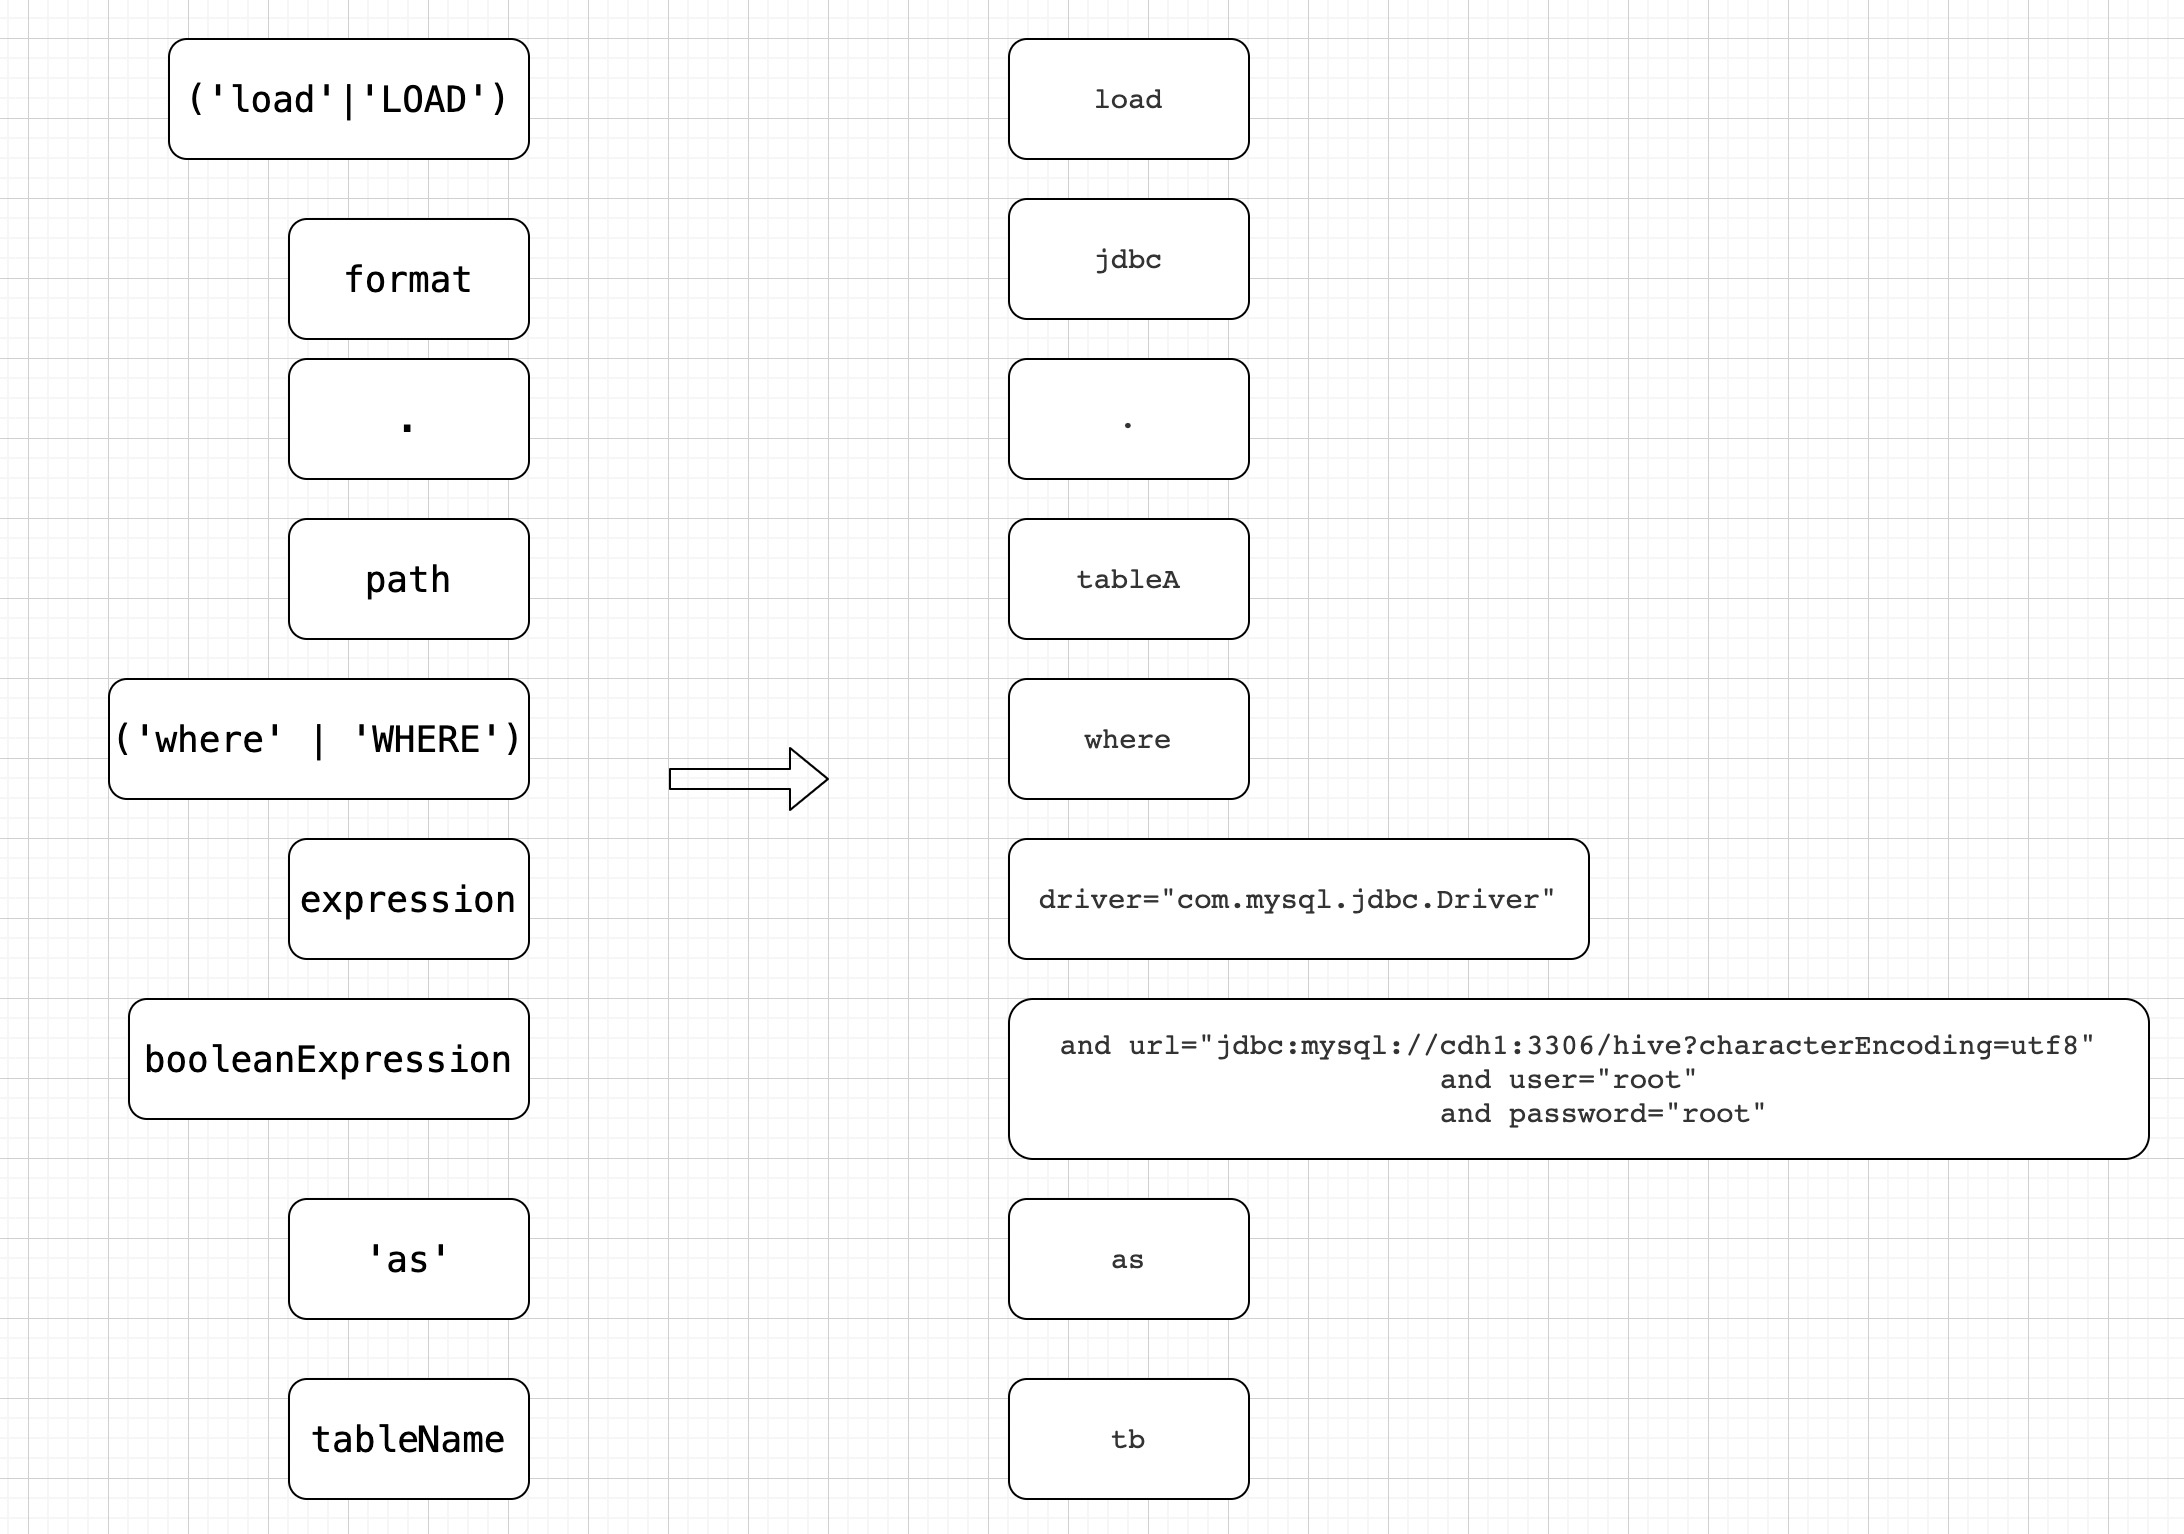 ('load'|'LOAD')
load
format
jdbc
.
.
path
tableA
('where' | 'WHERE')
where
expression
driver="com.mysql.jdbc.Driver"
booleanExpression
and url="jdbc:mysql://cdh1:3306/hive?characterEncoding=utf8"
and user="root"
and password="root"
'as'
as
tableName
tb